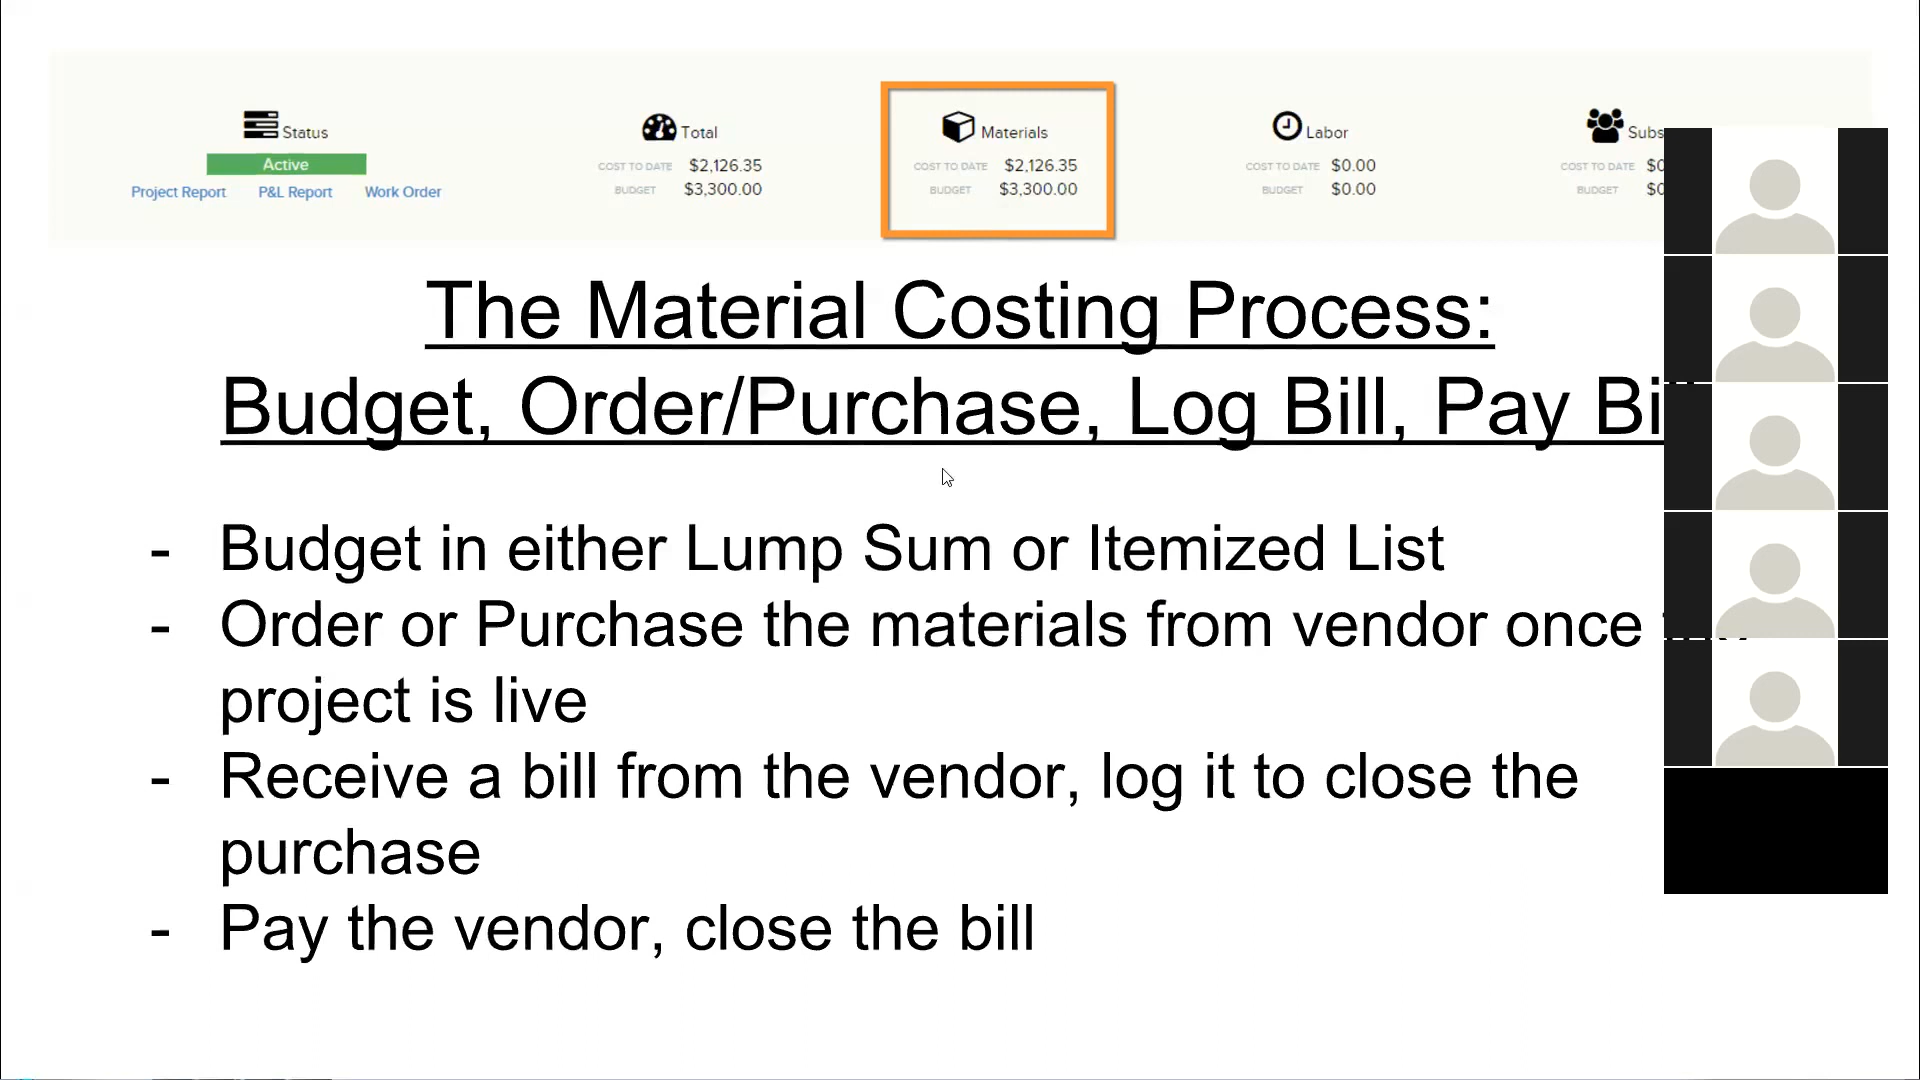 Status Total Materials Labor Subs
Active COST TO DATE $2,126.35 COST TO DATE $2,126.35 COST TO DATE $0.00 COST TO DATE
Project Report P&L Report Work Order BUDGET $3,300.00 BUDGET $3,300.00 BUDGET $0.00 BUDGET
The Material Costing Process:
Budget, Order/Purchase, Log Bill, Pay
- Budget in either Lump Sum or Itemized List
- Order or Purchase the materials from vendor once
project is live
- Receive a bill from the vendor, log it to close the
purchase
- Pay the vendor, close the bill